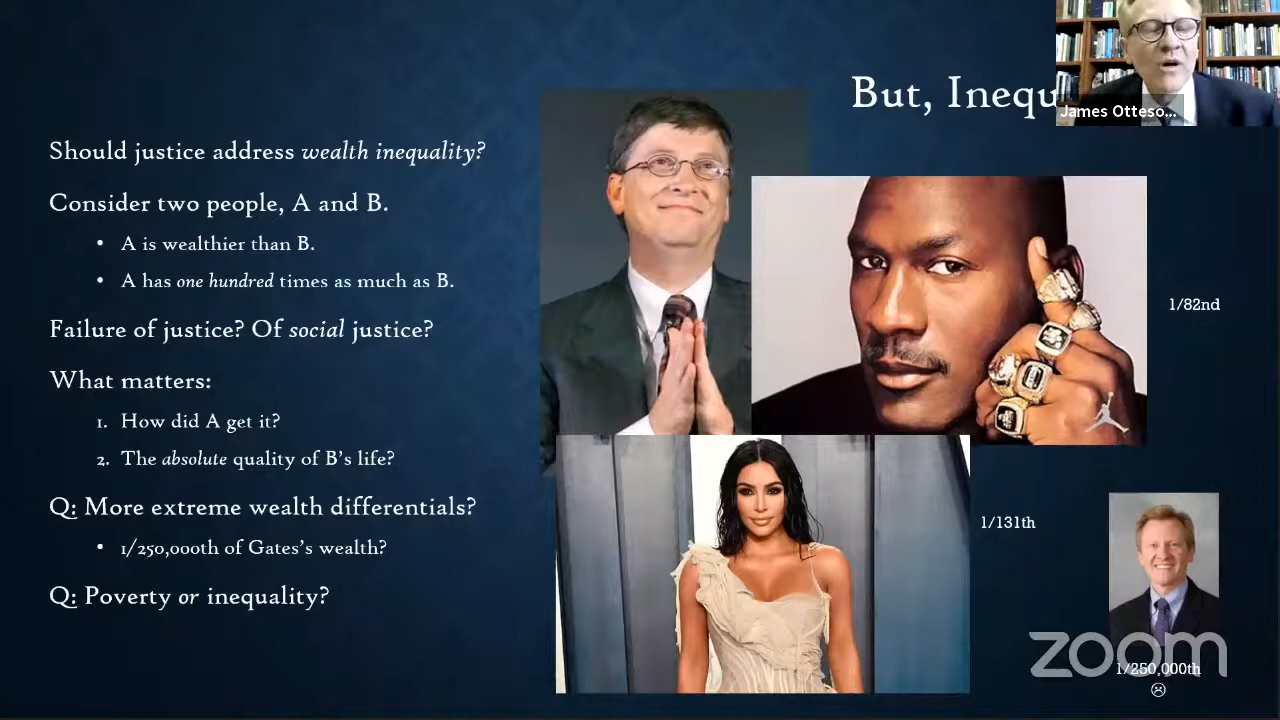 But, Inequ
James Otteso...
Should justice address wealth inequality?
Consider two people, A and B.
• A is wealthier than B.
• A has one hundred times as much as B.
Failure of justice? Of social justice?
What matters:
1. How did A get it?
2. The absolute quality of B's life?
Q: More extreme wealth differentials?
• 1/250,000th of Gates's wealth?
Q: Poverty or inequality?
1/82nd
1/131th
zoom
1/250,000th